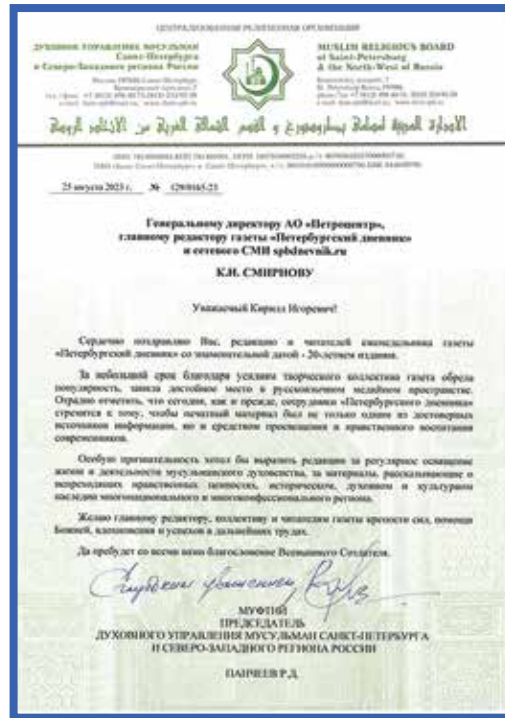 ЦЕНТРАЛИЗОВАННАЯ РЕЛИГИОЗНАЯ ОРГАНИЗАЦИЯ
ДУХОВНОЕ УПРАВЛЕНИЕ МУСУЛЬМАН
Санкт-Петербурга
и Северо-Западного региона России
MUSLIM RELIGIOUS BOARD
of Saint-Petersburg
& the North-West of Russia
25 августа 2023 г. №
Генеральному директору АО «Петроцентр»,
главному редактору газеты «Петербургский дневник»
и сетевого СМИ spbdnevnik.ru
К.И. СМИРНОВУ
Уважаемый Кирилл Игоревич!
Сердечно поздравляю Вас, редакцию и читателей еженедельника газеты
«Петербургский дневник» со знаменательной датой - 20-летием издания.
За небольшой срок благодаря усилиям творческого коллектива газета обрела
популярность, заняла достойное место в русскоязычном медийном пространстве.
Отрадно отметить, что сегодня, как и прежде, сотрудники «Петербургского дневника»
стремятся к тому, чтобы печатный материал был не только одним из достоверных
источников информации, но и средством просвещения и нравственного воспитания
современников.
Особую признательность хотел бы выразить редакции за регулярное освещение
жизни и деятельности мусульманского духовенства, за материалы, рассказывающие о
непреходящих нравственных ценностях, историческом, духовном и культурном
наследии многонационального и многоконфессионального региона.
Желаю главному редактору, коллективу и читателям газеты крепости сил, помощи
Божией, вдохновения и успехов в дальнейших трудах.
Да пребудет со всеми вами благословение Всевышнего Создателя.
С глубоким уважением,
МУФТИЙ
ПРЕДСЕДАТЕЛЬ
ДУХОВНОГО УПРАВЛЕНИЯ МУСУЛЬМАН САНКТ-ПЕТЕРБУРГА
И СЕВЕРО-ЗАПАДНОГО РЕГИОНА РОССИИ
ПАНЧЕЕВ Р.Д.